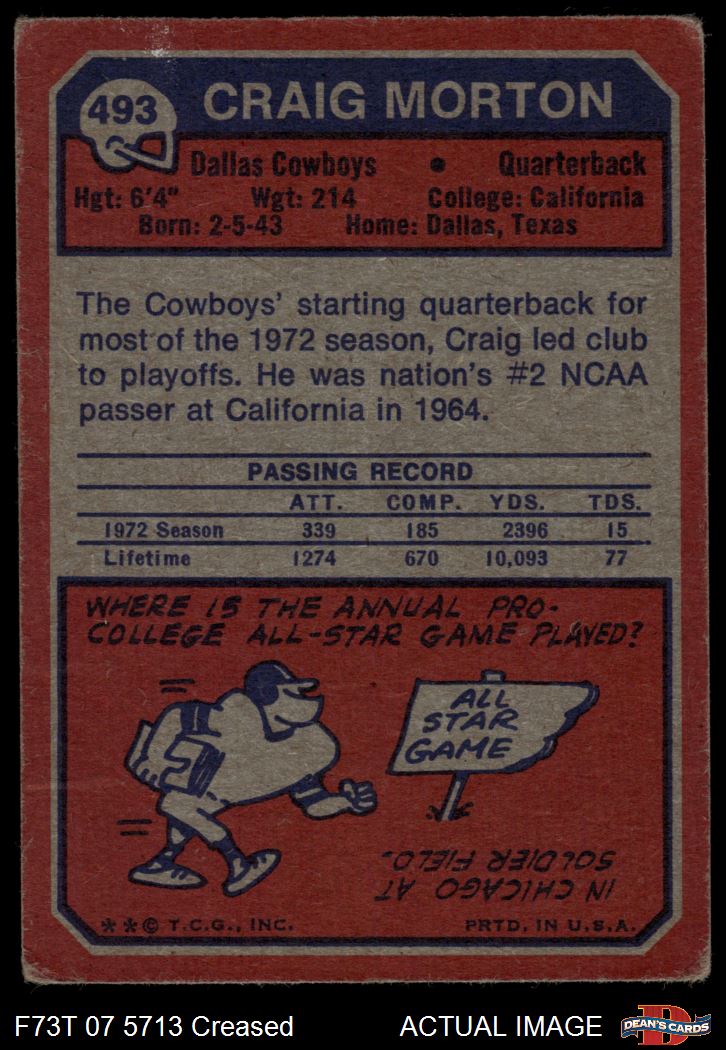 493
CRAIG MORTON
Dallas Cowboys • Quarterback
Hgt: 6'4" Wgt: 214 College: California
Born: 2-5-43 Home: Dallas, Texas
The Cowboys' starting quarterback for
most of the 1972 season, Craig led club
to playoffs. He was nation's #2 NCAA
passer at California in 1964.
PASSING RECORD
ATT. COMP. YDS. TDS.
1972 Season 339 185 2396 15
Lifetime 1274 670 10,093 77
WHERE IS THE ANNUAL PRO-
COLLEGE ALL-STAR GAME PLAYED?
ALL
STAR
GAME
IN CHICAGO AT
SOLDIER FIELD.
* * © T.C.G., INC. PRTD. IN U.S.A.
F73T 07 5713 Creased ACTUAL IMAGE
D
DEAN'S CARDS